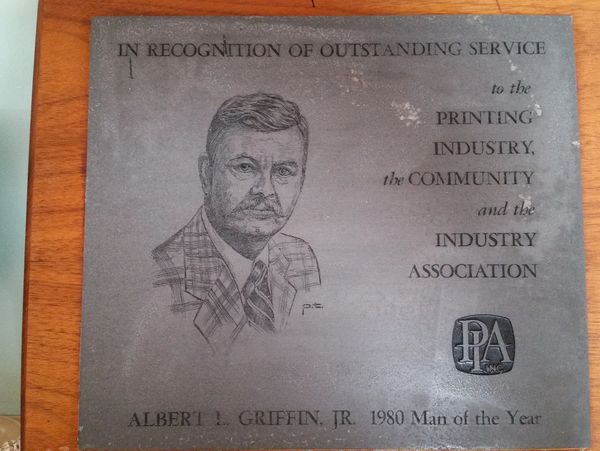 IN RECOGNITION OF OUTSTANDING SERVICE
to the
PRINTING
INDUSTRY,
the COMMUNITY
and the
INDUSTRY
ASSOCIATION
p.t.
PIA
INC.
ALBERT L. GRIFFIN, JR. 1980 Man of the Year